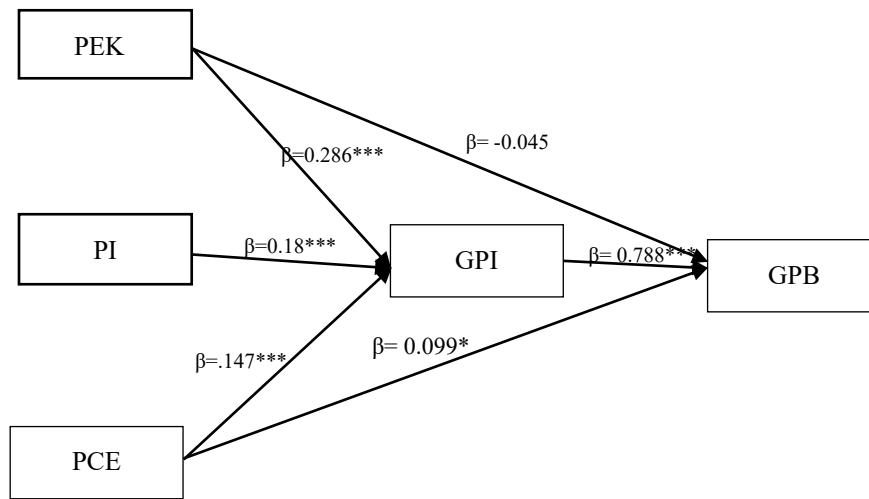 PEK
β= -0.045
β=0.286***
PI
β=0.18***
GPI
β= 0.788***
GPB
β= 0.099*
β=.147***
PCE